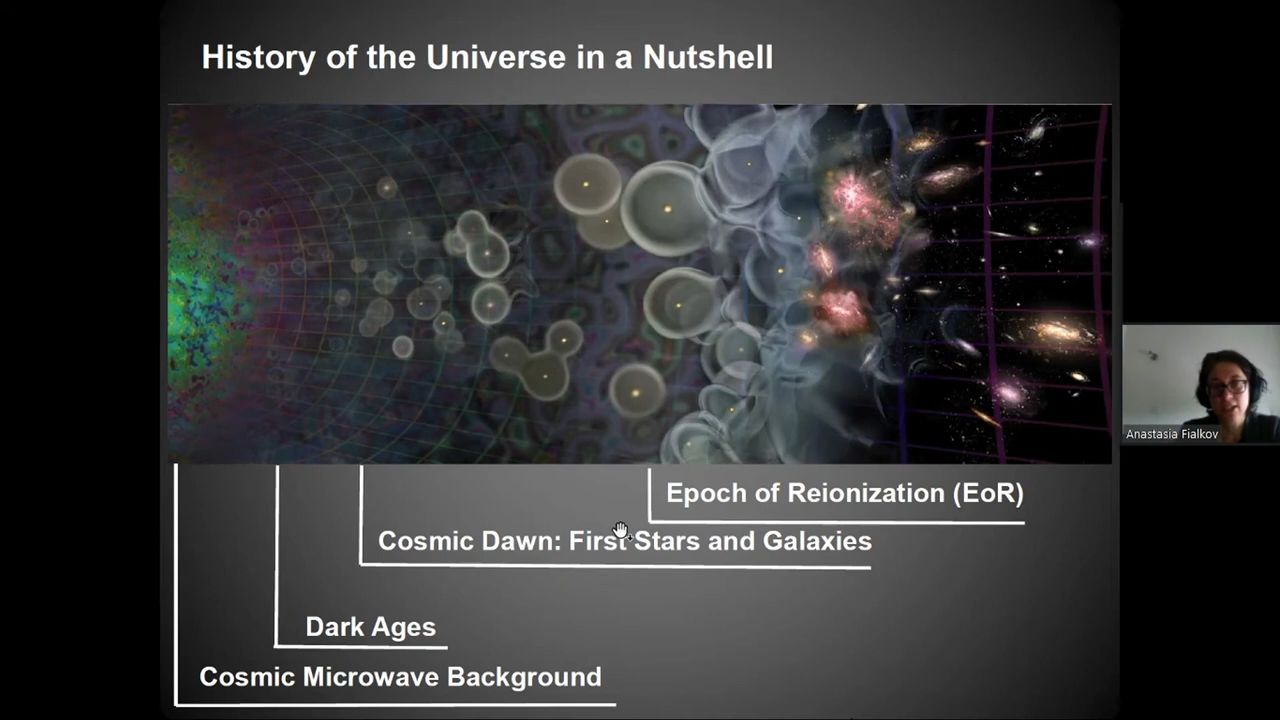 History of the Universe in a Nutshell
Anastasia Fialkov
Epoch of Reionization (EoR)
Cosmic Dawn: First Stars and Galaxies
Dark Ages
Cosmic Microwave Background